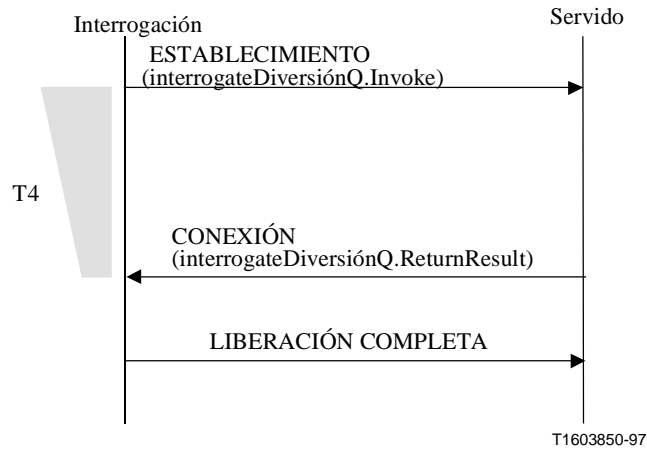 Interrogación
Servido
ESTABLECIMIENTO
(interrogateDiversiónQ.Invoke)
T4
CONEXIÓN
(interrogateDiversiónQ.ReturnResult)
LIBERACIÓN COMPLETA
T1603850-97